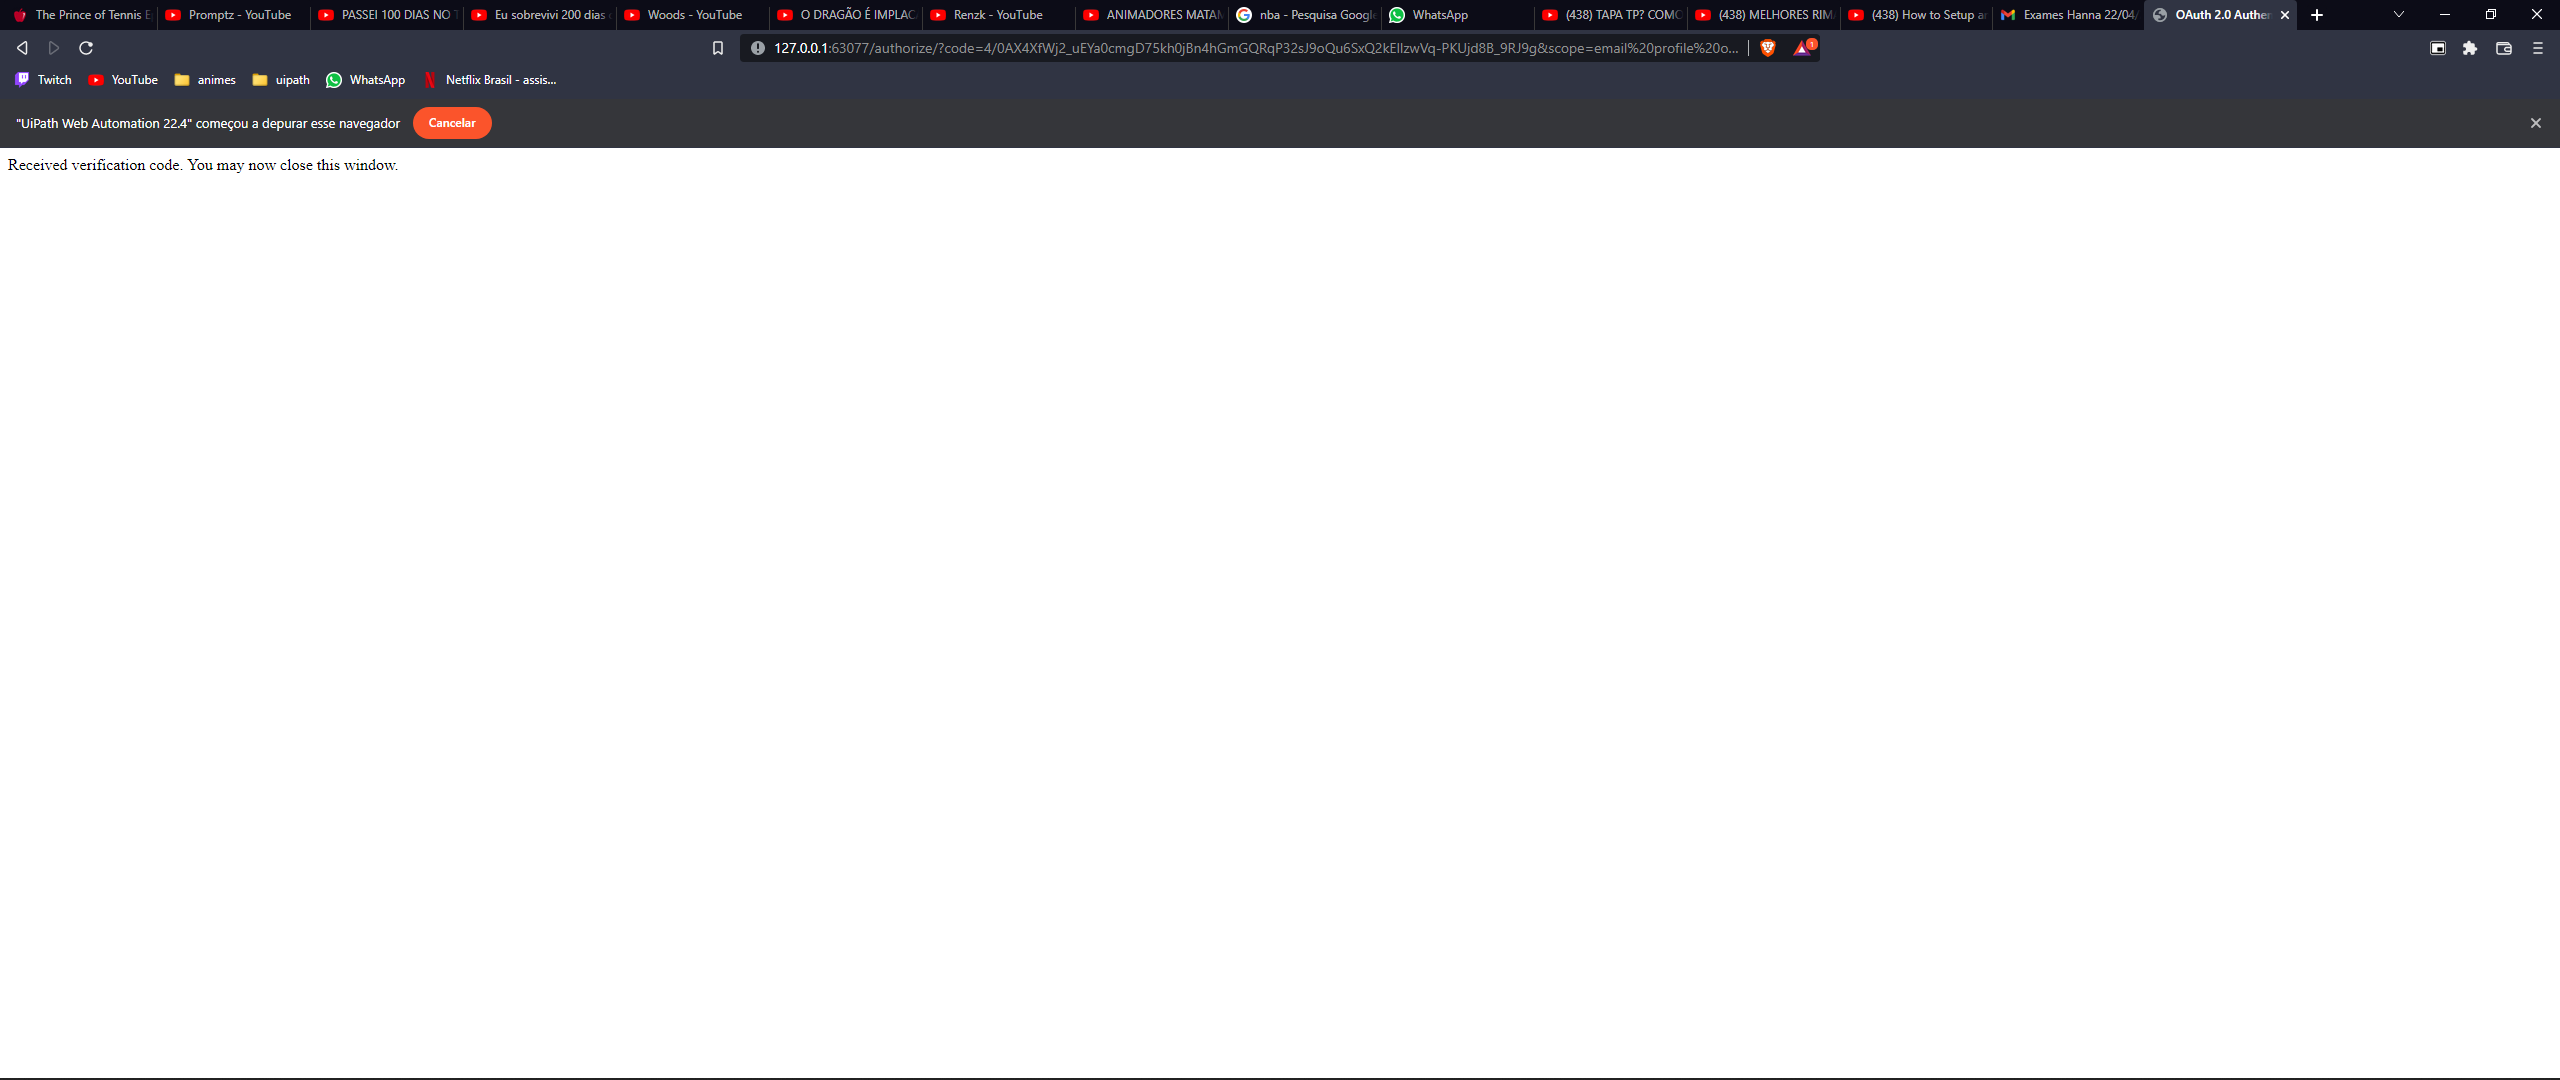 The Prince of Tennis
Promptz - YouTube
PASSEI 100 DIAS NO
Eu sobrevivi 200 dias
Woods - YouTube
O DRAGÃO É IMPLAC
Renzk - YouTube
ANIMADORES MATAN
nba - Pesquisa Google
WhatsApp
(438) TAPA TP? COMO
(438) MELHORES RIM
(438) How to Setup a
Exames Hanna 22/04/
OAuth 2.0 Authen
127.0.0.1:63077/authorize/?code=4/0AX4XfWj2_uEYa0cmgD75kh0jBn4hGmGQRqP32sJ9oQu6SxQ2kEIlzwVq-PKUjd8B_9RJ9g&scope=email%20profile%20o...
1
Twitch
YouTube
animes
uipath
WhatsApp
Netflix Brasil - assis...
"UiPath Web Automation 22.4" começou a depurar esse navegador
Cancelar
Received verification code. You may now close this window.